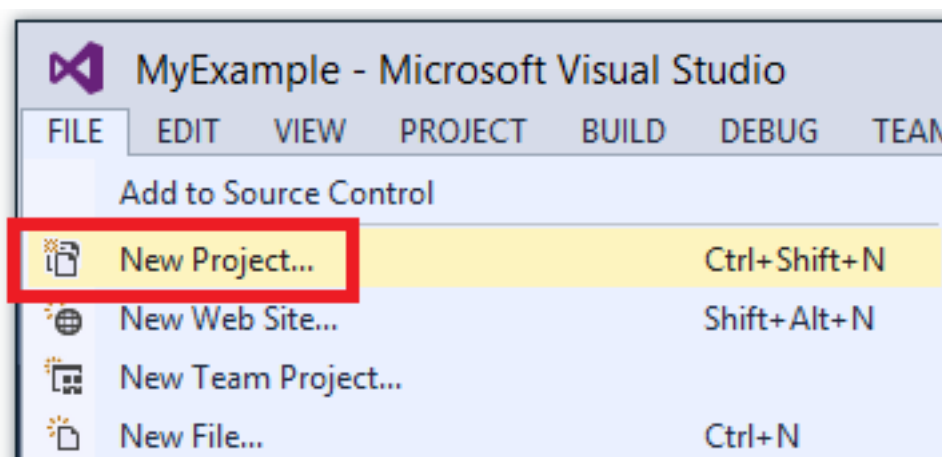 MyExample - Microsoft Visual Studio
FILE EDIT VIEW PROJECT BUILD DEBUG TEAM
Add to Source Control
New Project... Ctrl+Shift+N
New Web Site... Shift+Alt+N
New Team Project...
New File... Ctrl+N